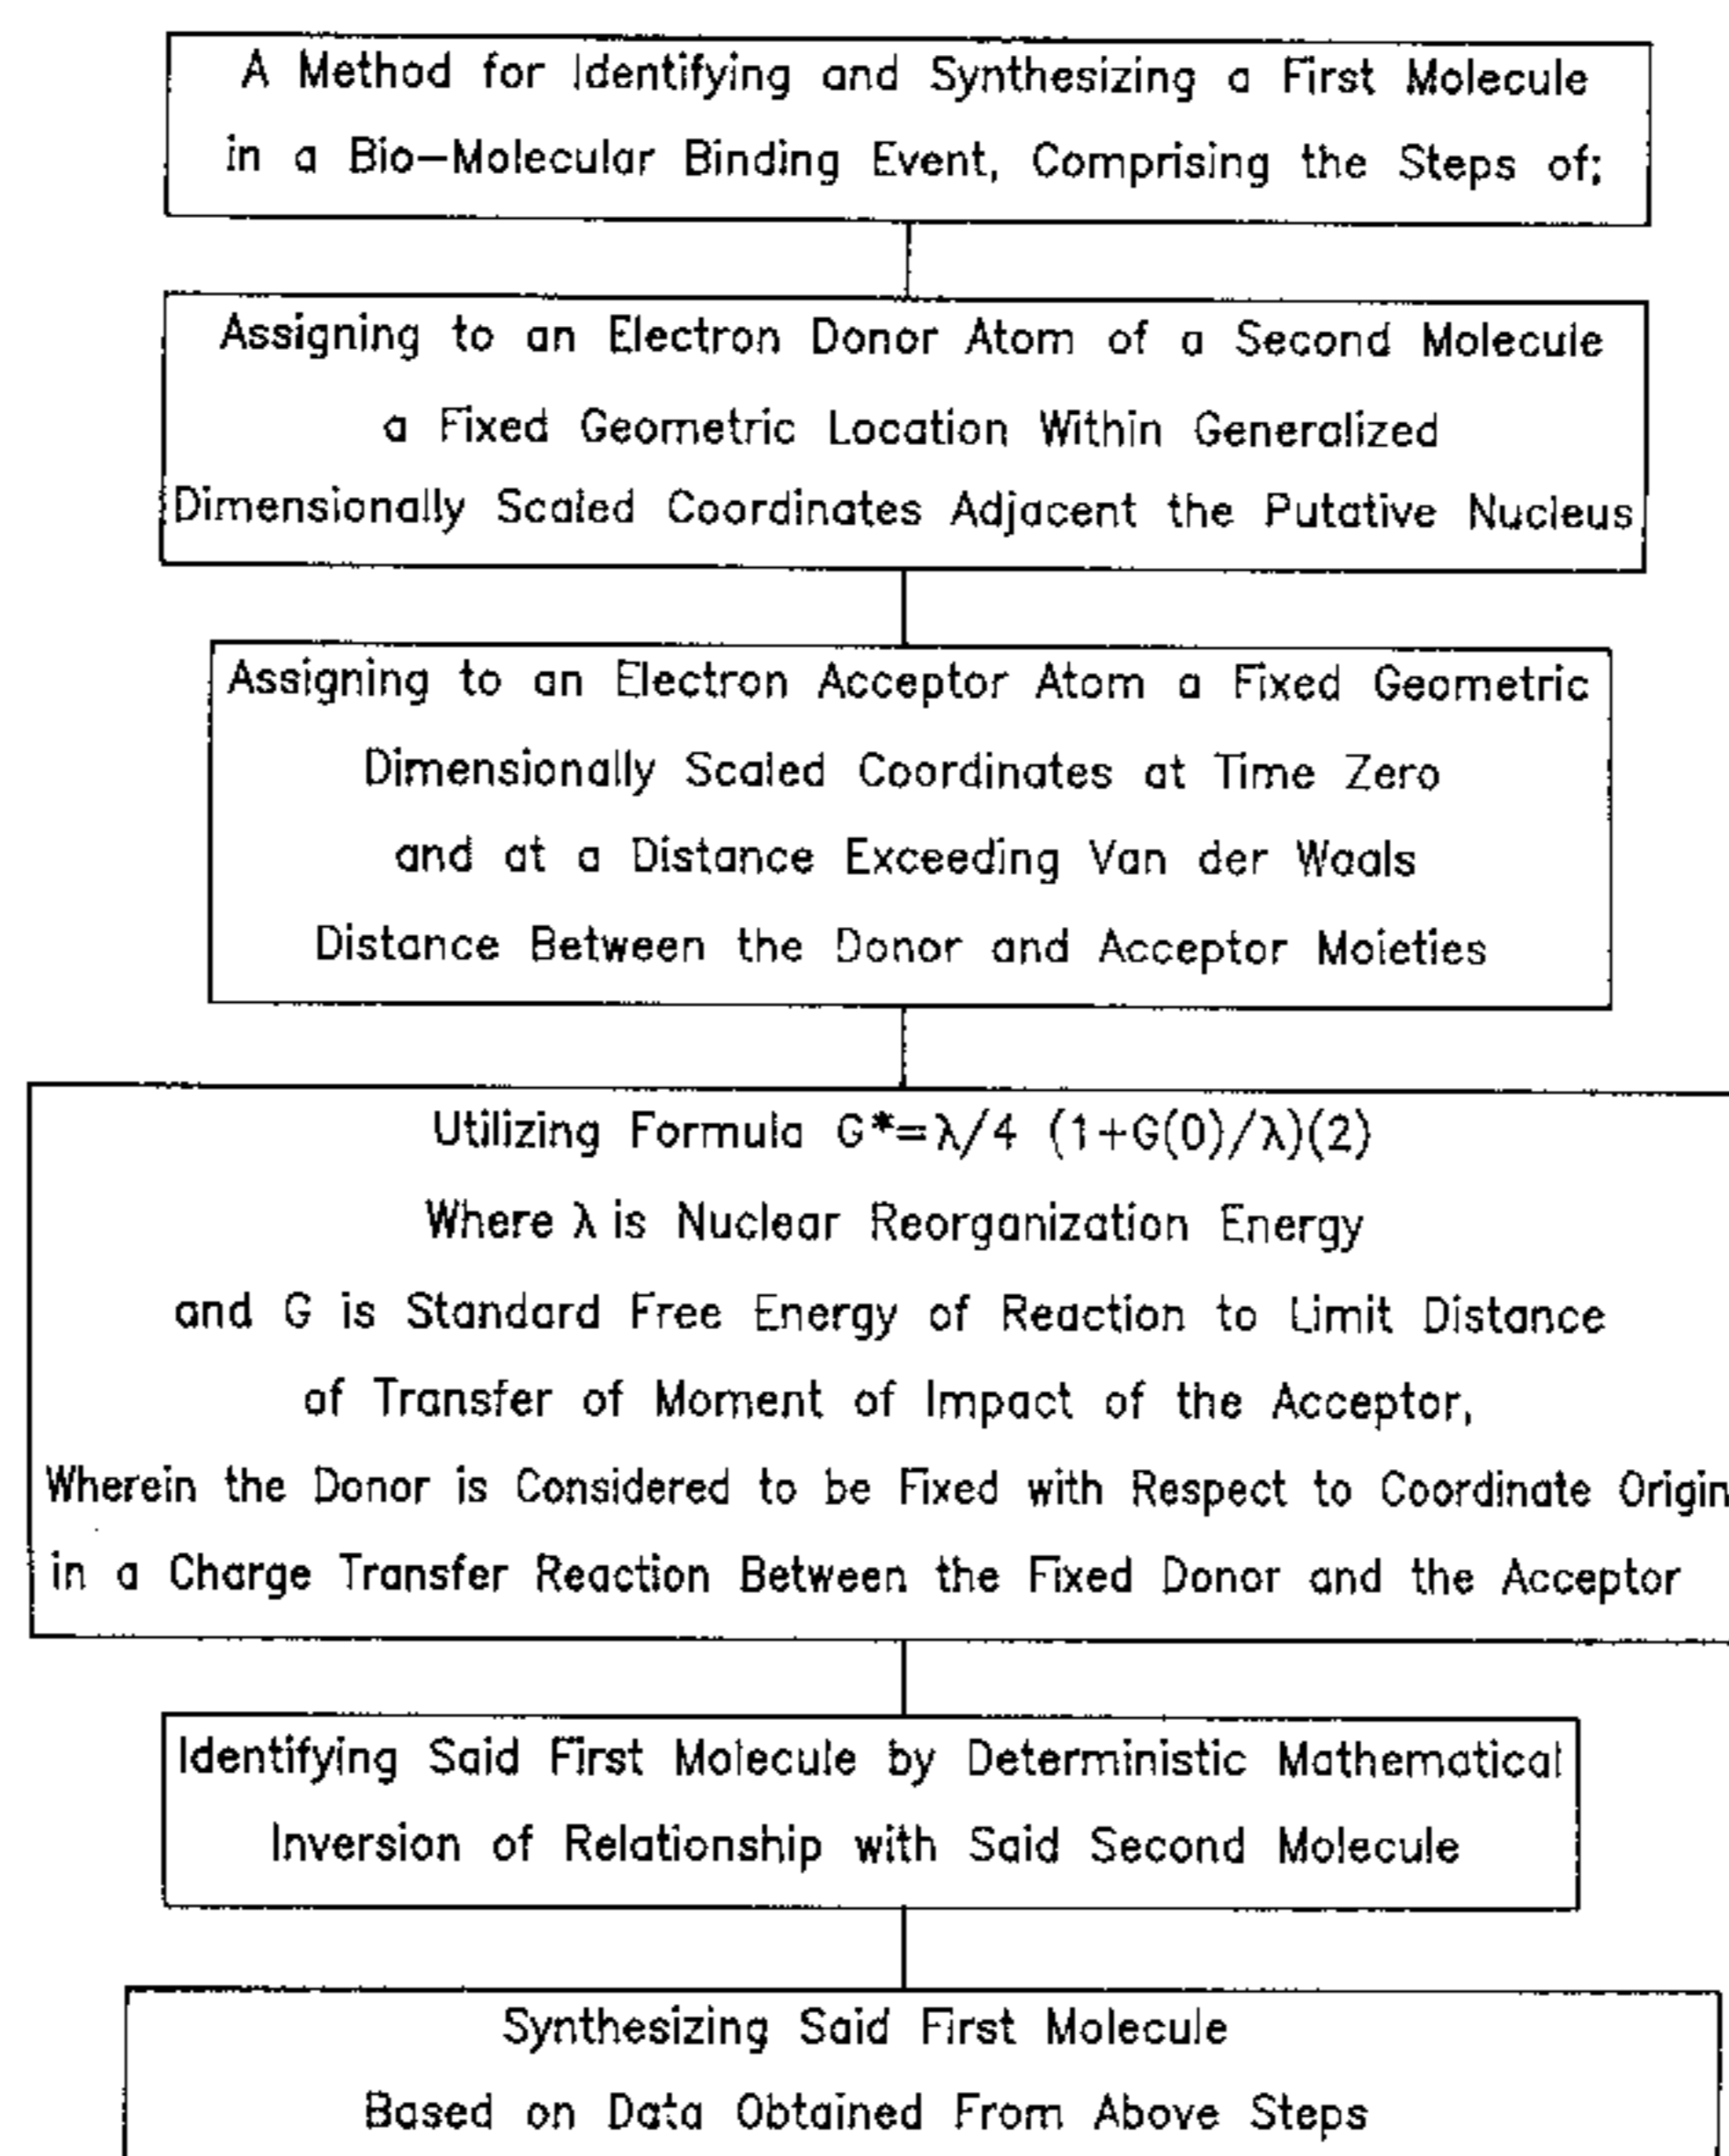 A Method for Identifying and Synthesizing a First Molecule
in a Bio-Molecular Binding Event, Comprising the Steps of:
Assigning to an Electron Donor Atom of a Second Molecule
a Fixed Geometric Location Within Generalized
Dimensionally Scaled Coordinates Adjacent the Putative Nucleus
Assigning to an Electron Acceptor Atom a Fixed Geometric
Dimensionally Scaled Coordinates at Time Zero
and at a Distance Exceeding Van der Waals
Distance Between the Donor and Acceptor Moieties
Utilizing Formula G*=λ/4 (1+G(0)/λ)(2)
Where λ is Nuclear Reorganization Energy
and G is Standard Free Energy of Reaction to Limit Distance
of Transfer of Moment of Impact of the Acceptor,
Wherein the Donor is Considered to be Fixed with Respect to Coordinate Origin
in a Charge Transfer Reaction Between the Fixed Donor and the Acceptor
Identifying Said First Molecule by Deterministic Mathematical
Inversion of Relationship with Said Second Molecule
Synthesizing Said First Molecule
Based on Data Obtained From Above Steps